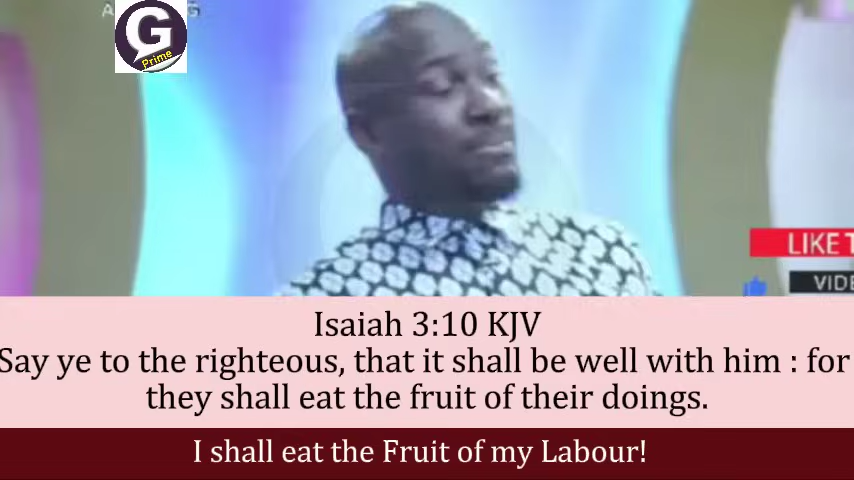 G
Prime
LIKE T
VIDE
Isaiah 3:10 KJV
Say ye to the righteous, that it shall be well with him : for
they shall eat the fruit of their doings.
I shall eat the Fruit of my Labour!